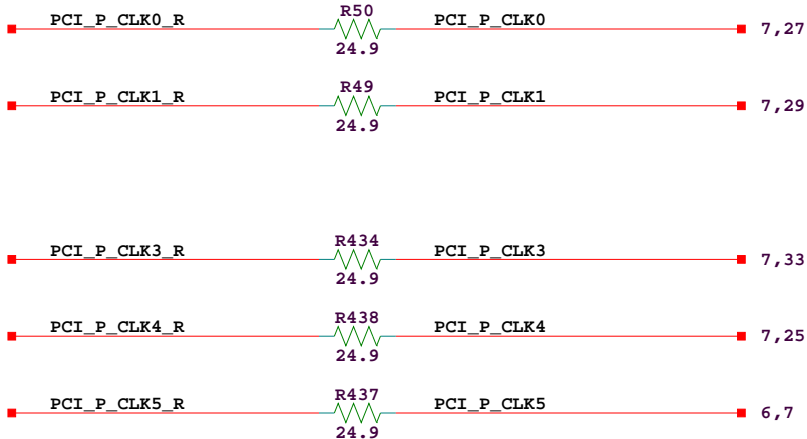 R50
PCI_P_CLK0_R PCI_P_CLK0 7,27
24.9
R49
PCI_P_CLK1_R PCI_P_CLK1 7,29
24.9
R434
PCI_P_CLK3_R PCI_P_CLK3 7,33
24.9
R438
PCI_P_CLK4_R PCI_P_CLK4 7,25
24.9
R437
PCI_P_CLK5_R PCI_P_CLK5 6,7
24.9